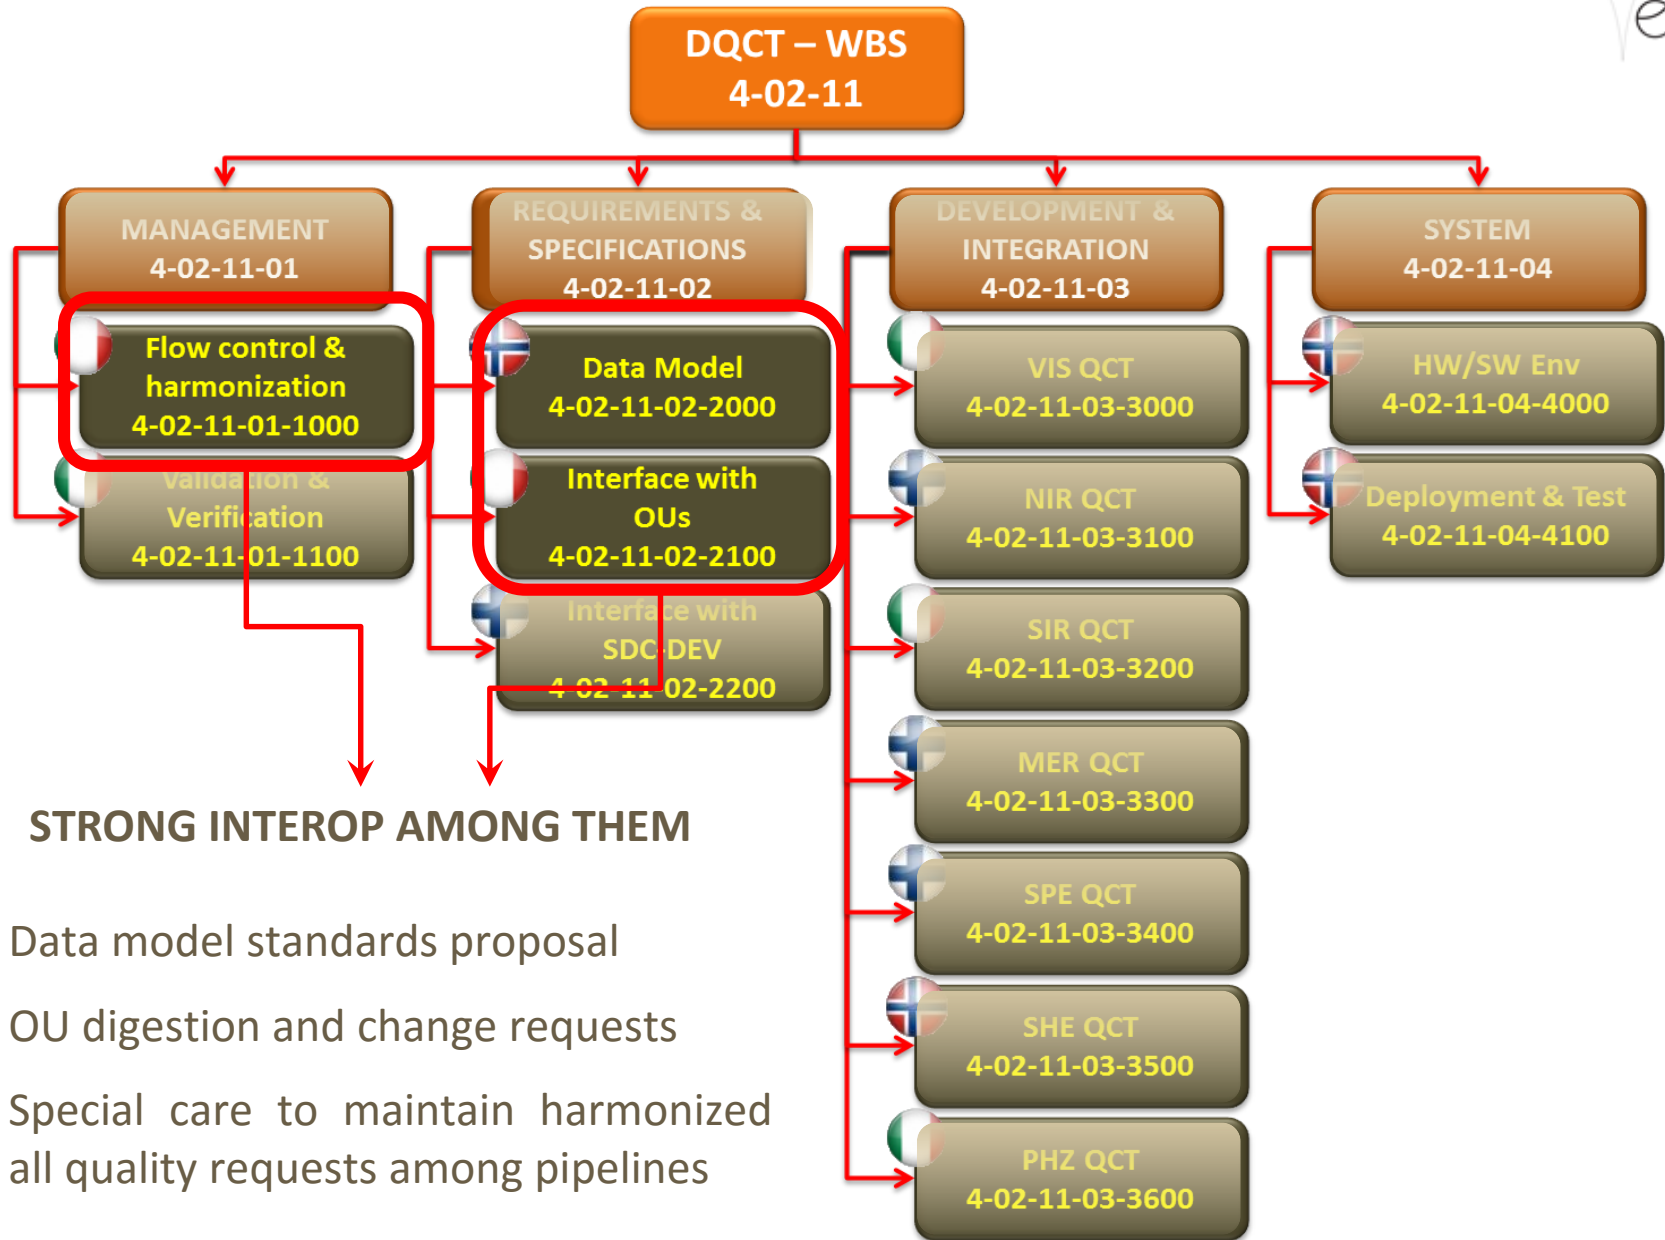 DQCT – WBS
4-02-11
MANAGEMENT
4-02-11-01
Flow control &
harmonization
4-02-11-01-1000
Validation &
Verification
4-02-11-01-1100
REQUIREMENTS &
SPECIFICATIONS
4-02-11-02
Data Model
4-02-11-02-2000
Interface with
OUs
4-02-11-02-2100
Interface with
SDC-DEV
4-02-11-02-2200
DEVELOPMENT &
INTEGRATION
4-02-11-03
VIS QCT
4-02-11-03-3000
NIR QCT
4-02-11-03-3100
SIR QCT
4-02-11-03-3200
MER QCT
4-02-11-03-3300
SPE QCT
4-02-11-03-3400
SHE QCT
4-02-11-03-3500
PHZ QCT
4-02-11-03-3600
SYSTEM
4-02-11-04
HW/SW Env
4-02-11-04-4000
Deployment & Test
4-02-11-04-4100
STRONG INTEROP AMONG THEM
Data model standards proposal
OU digestion and change requests
Special care to maintain harmonized
all quality requests among pipelines